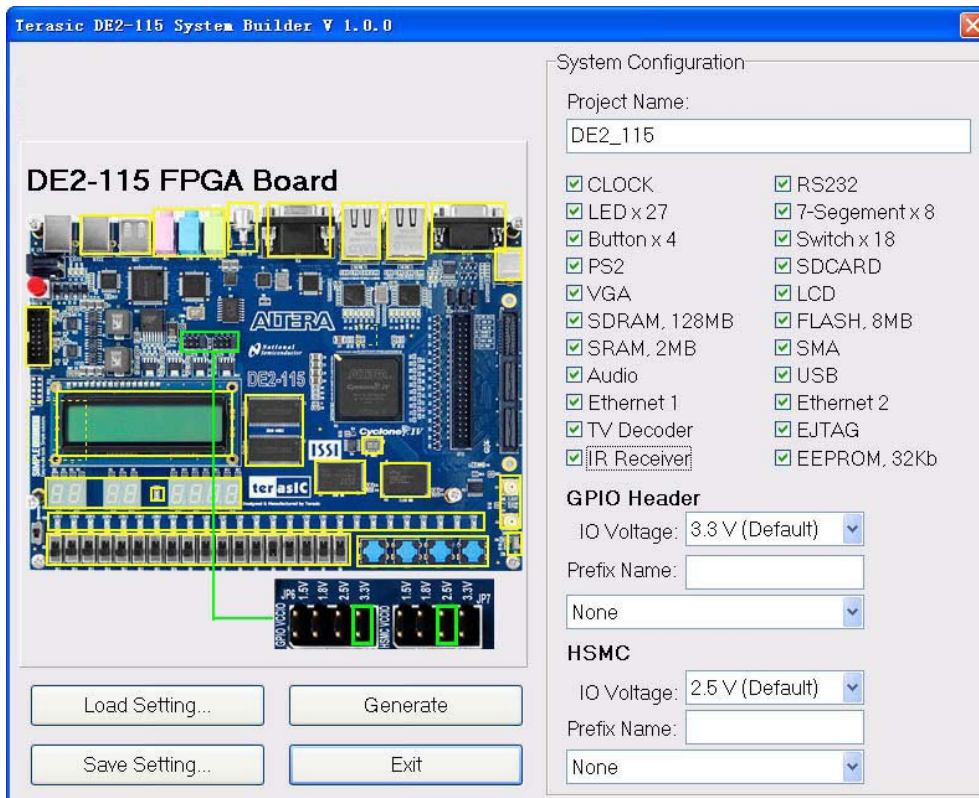 Terasic DE2-115 System Builder V 1.0.0
System Configuration
Project Name:
DE2_115
DE2-115 FPGA Board
CLOCK
RS232
LED x 27
7-Segement x 8
Button x 4
Switch x 18
PS2
SDCARD
VGA
LCD
SDRAM, 128MB
FLASH, 8MB
SRAM, 2MB
SMA
Audio
USB
Ethernet 1
Ethernet 2
TV Decoder
EJTAG
IR Receiver
EEPROM, 32Kb
ALTERA
National
Semiconductor
DE2-115
ALTERA
Cyclone IV
ISSI
terasIC
GPIO Header
IO Voltage: 3.3 V (Default)
Prefix Name:
None
JP6 1.5V 1.8V 2.5V 3.3V
GPIO VCCIO
1.5V 1.8V 2.5V 3.3V JP7
HSMC VCCIO
HSMC
IO Voltage: 2.5 V (Default)
Prefix Name:
None
Load Setting...
Generate
Save Setting...
Exit